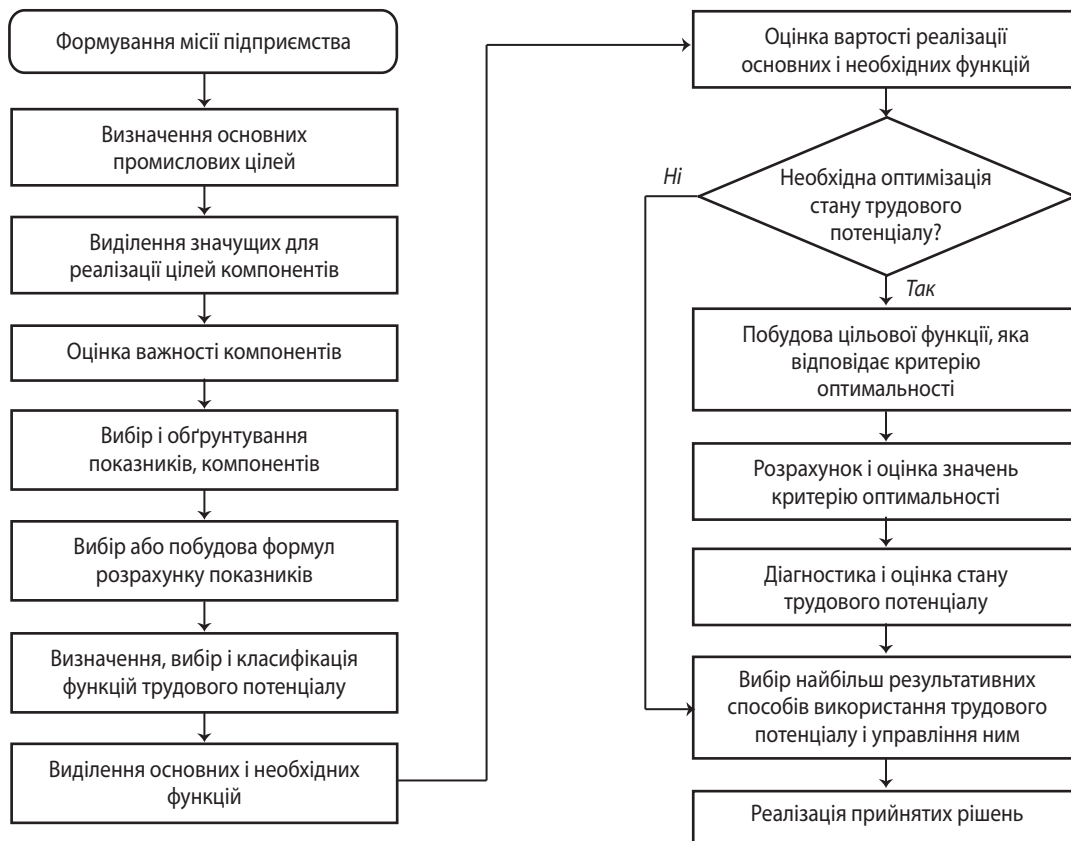 Формування місії підприємства
Визначення основних
промислових цілей
Виділення значущих для
реалізації цілей компонентів
Оцінка важності компонентів
Вибір і обґрунтування
показників, компонентів
Вибір або побудова формул
розрахунку показників
Визначення, вибір і класифікація
функцій трудового потенціалу
Виділення основних і необхідних
функцій
Оцінка вартості реалізації
основних і необхідних функцій
Необхідна оптимізація
стану трудового
потенціалу?
Ні
Так
Побудова цільової функції, яка
відповідає критерію
оптимальності
Розрахунок і оцінка значень
критерію оптимальності
Діагностика і оцінка стану
трудового потенціалу
Вибір найбільш результативних
способів використання трудового
потенціалу і управління ним
Реалізація прийнятих рішень